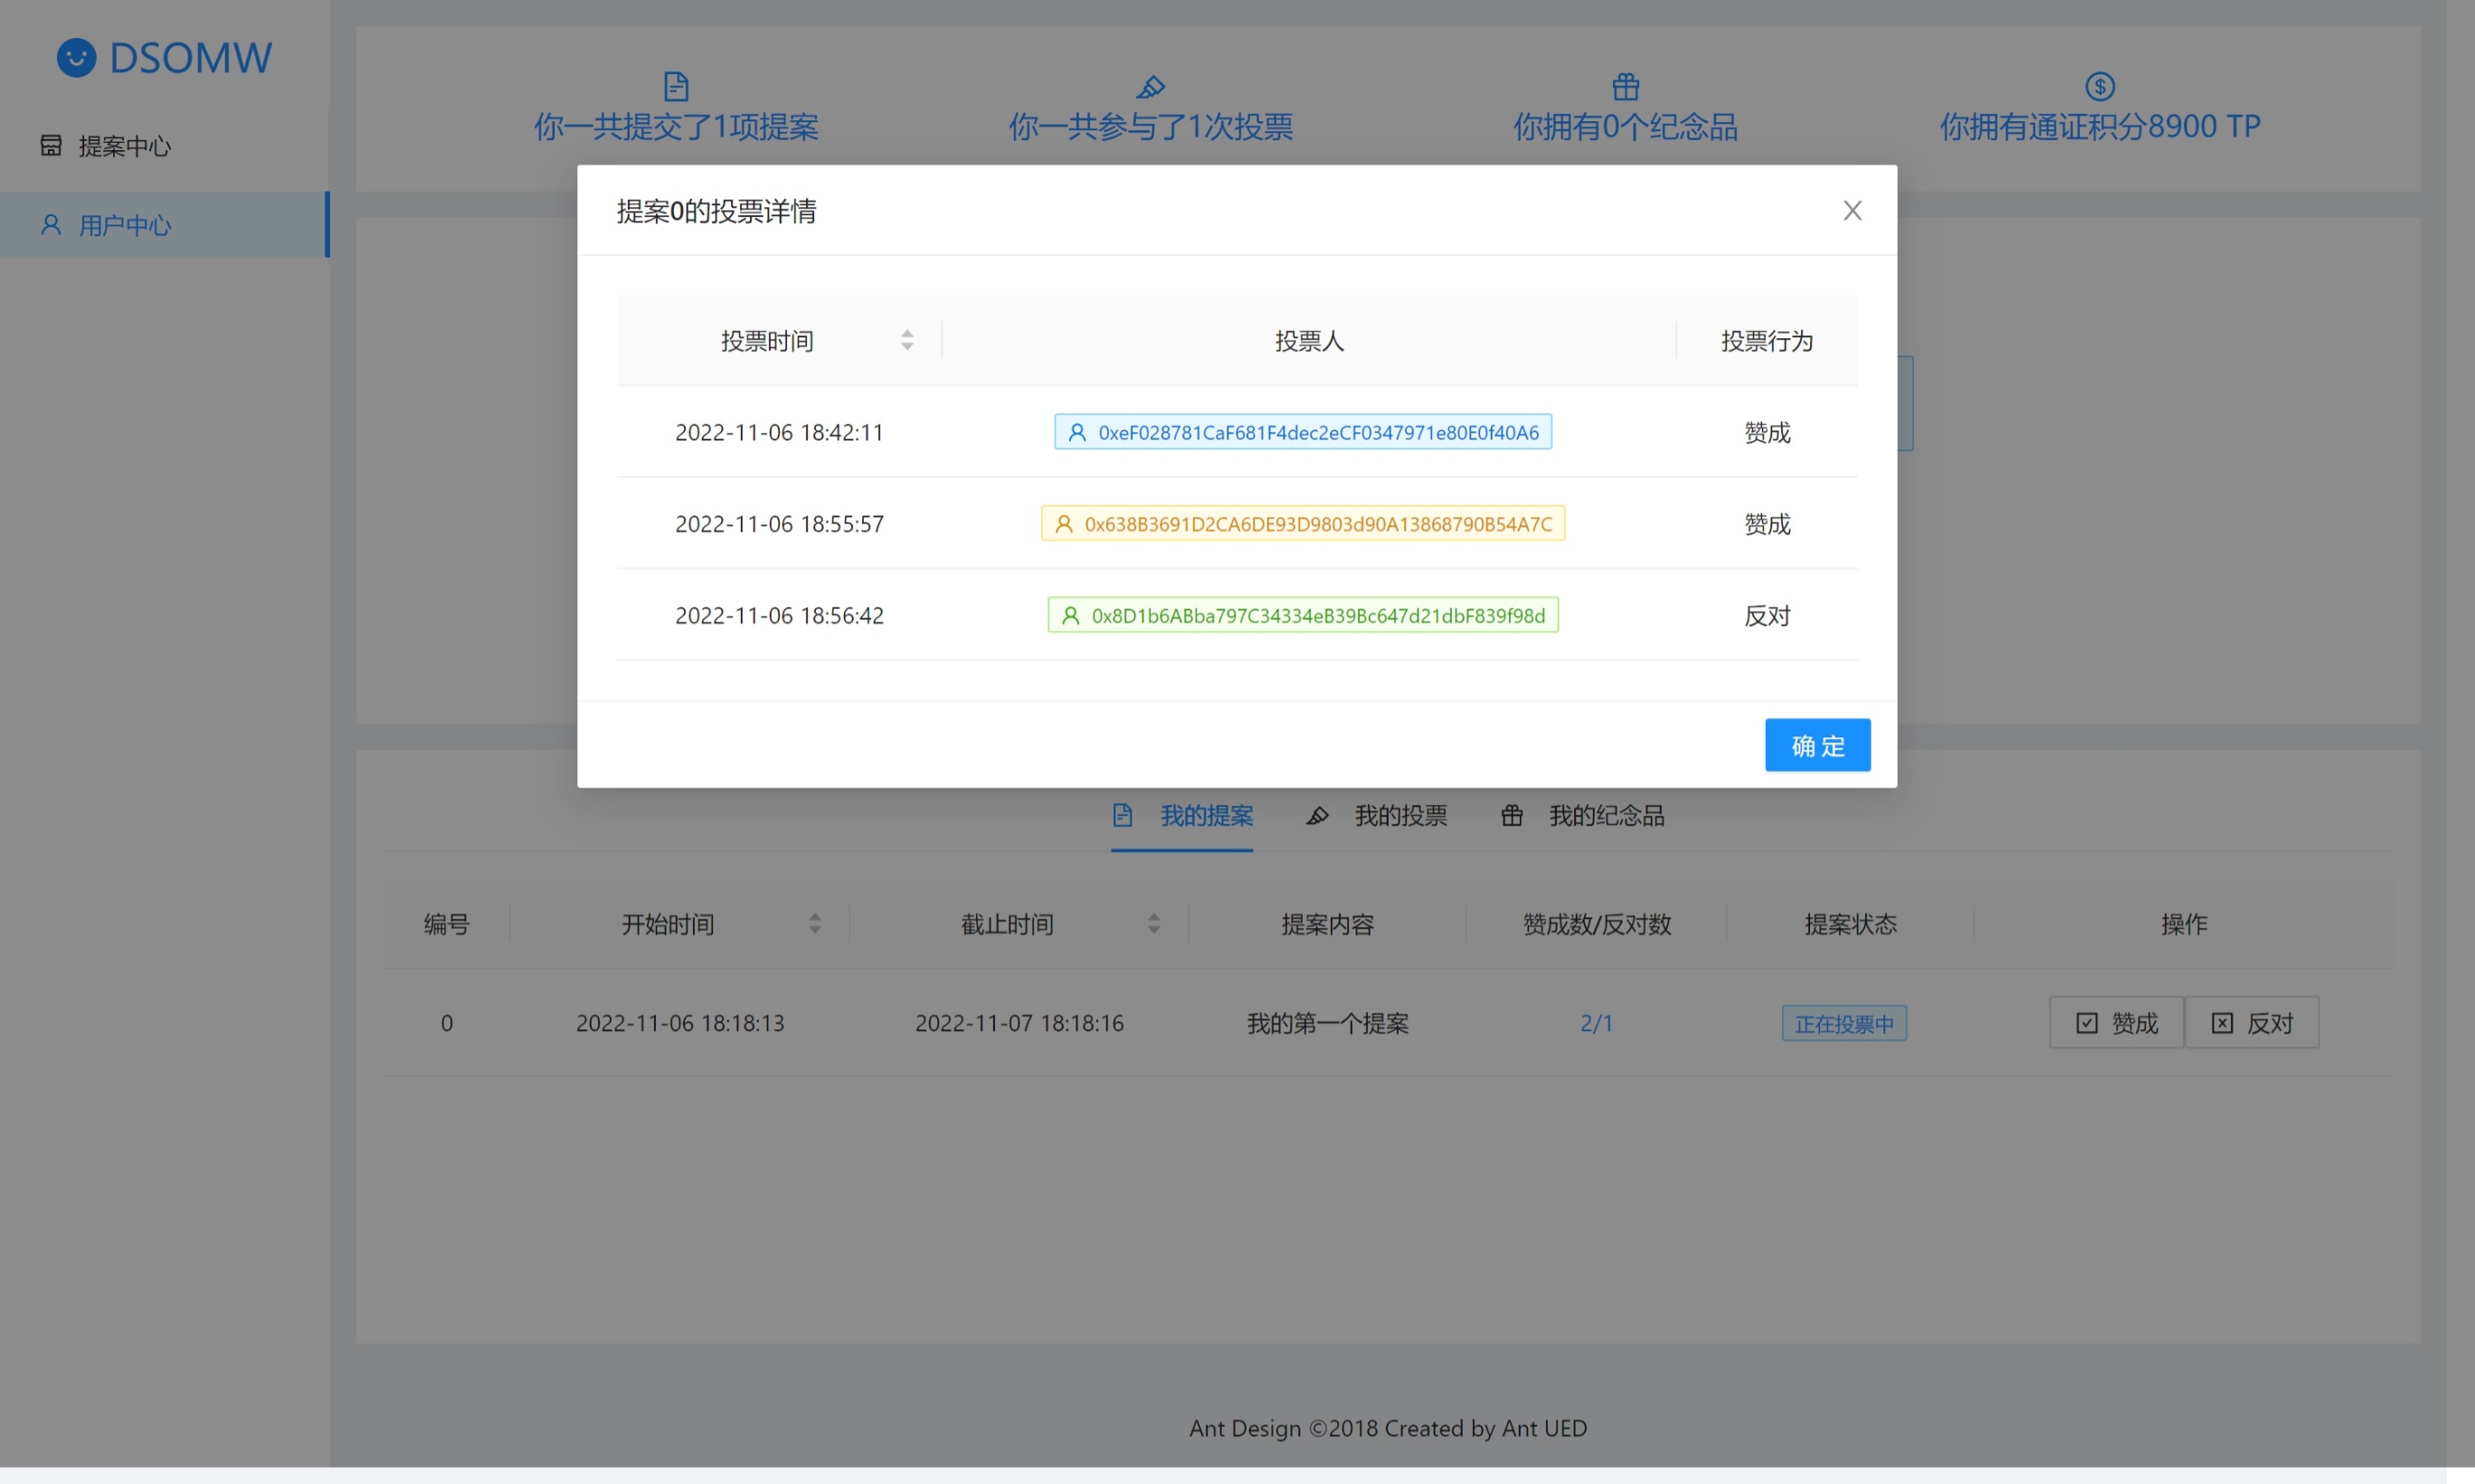 DSOMW
提案中心
用户中心
你一共提交了1项提案
你一共参与了1次投票
你拥有0个纪念品
你拥有通证积分8900 TP
提案0的投票详情
投票时间 投票人 投票行为
2022-11-06 18:42:11 0xeF028781CaF681F4dec2eCF0347971e80E0f40A6 赞成
2022-11-06 18:55:57 0x638B3691D2CA6DE93D9803d90A13868790B54A7C 赞成
2022-11-06 18:56:42 0x8D1b6ABba797C34334eB39Bc647d21dbF839f98d 反对
确 定
我的提案 我的投票 我的纪念品
编号 开始时间 截止时间 提案内容 赞成数/反对数 提案状态 操作
0 2022-11-06 18:18:13 2022-11-07 18:18:16 我的第一个提案 2/1 正在投票中 赞成 反对
Ant Design ©2018 Created by Ant UED